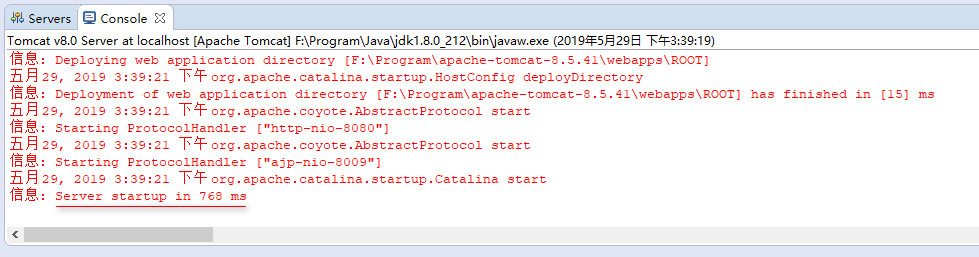 Servers Console
Tomcat v8.0 Server at localhost [Apache Tomcat] F:\Program\Java\jdk1.8.0_212\bin\javaw.exe (2019年5月29日 下午3:39:19)
信息: Deploying web application directory [F:\Program\apache-tomcat-8.5.41\webapps\ROOT]
五月 29, 2019 3:39:21 下午 org.apache.catalina.startup.HostConfig deployDirectory
信息: Deployment of web application directory [F:\Program\apache-tomcat-8.5.41\webapps\ROOT] has finished in [15] ms
五月 29, 2019 3:39:21 下午 org.apache.coyote.AbstractProtocol start
信息: Starting ProtocolHandler ["http-nio-8080"]
五月 29, 2019 3:39:21 下午 org.apache.coyote.AbstractProtocol start
信息: Starting ProtocolHandler ["ajp-nio-8009"]
五月 29, 2019 3:39:21 下午 org.apache.catalina.startup.Catalina start
信息: Server startup in 768 ms